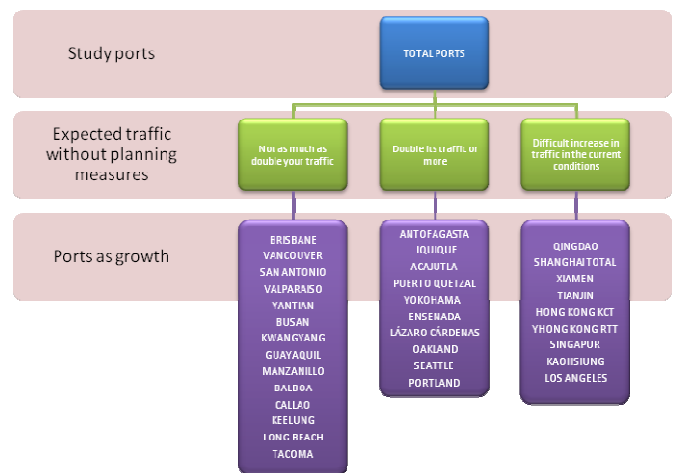 Study ports
TOTAL PORTS
Expected traffic
without planning
measures
Not as much as
double your traffic
Double its traffic or
more
Difficult increase in
traffic in the current
conditions
Ports as growth
BRISBANE
VANCOUVER
SAN ANTONIO
VALPARAISO
YANTIAN
BUSAN
KWANGYANG
GUAYAQUIL
MANZANILLO
BALBOA
CALLAO
KEELUNG
LONG BEACH
TACOMA
ANTOFAGASTA
IQUIQUE
ACAJUTLA
PUERTO QUETZAL
YOKOHAMA
ENSENADA
LÁZARO CÁRDENAS
OAKLAND
SEATTLE
PORTLAND
QINGDAO
SHANGHAI TOTAL
XIAMEN
TIANJIN
HONG KONG KCT
YHONG KONG RTT
SINGAPUR
KAOHSIUNG
LOS ANGELES